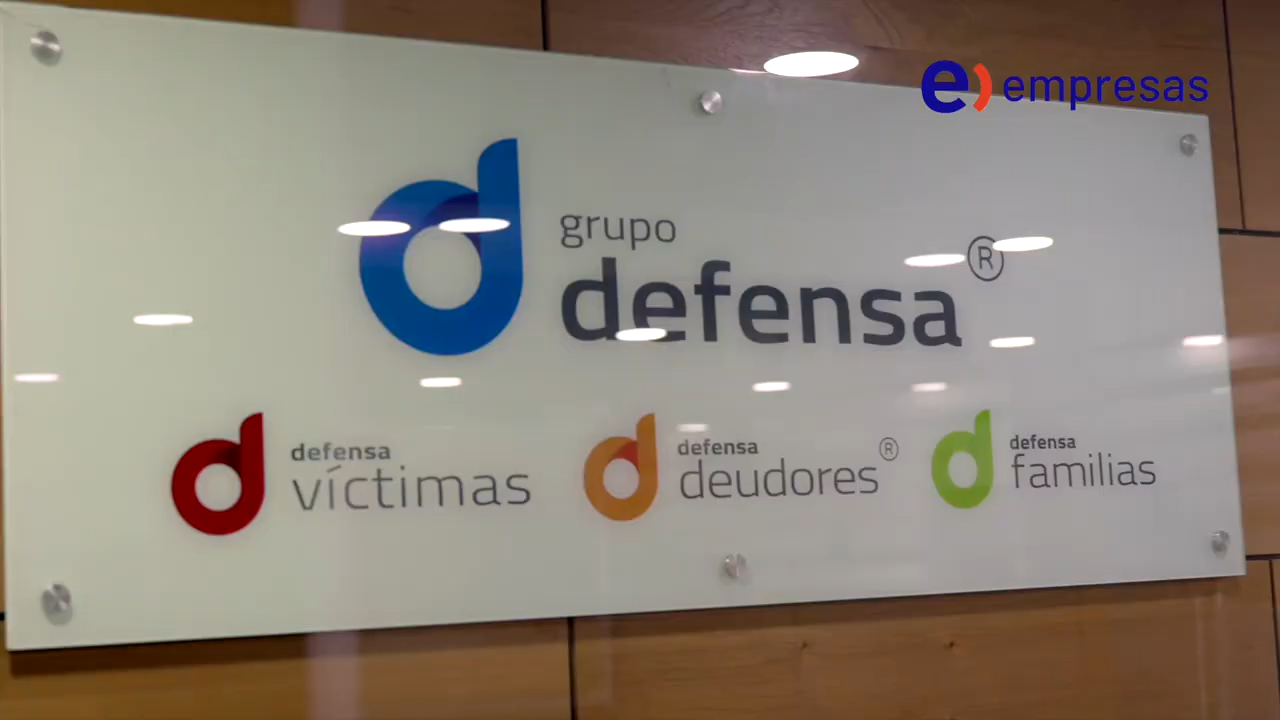 e) empresas
grupo
defensa®
defensa
víctimas
defensa
deudores®
defensa
familias